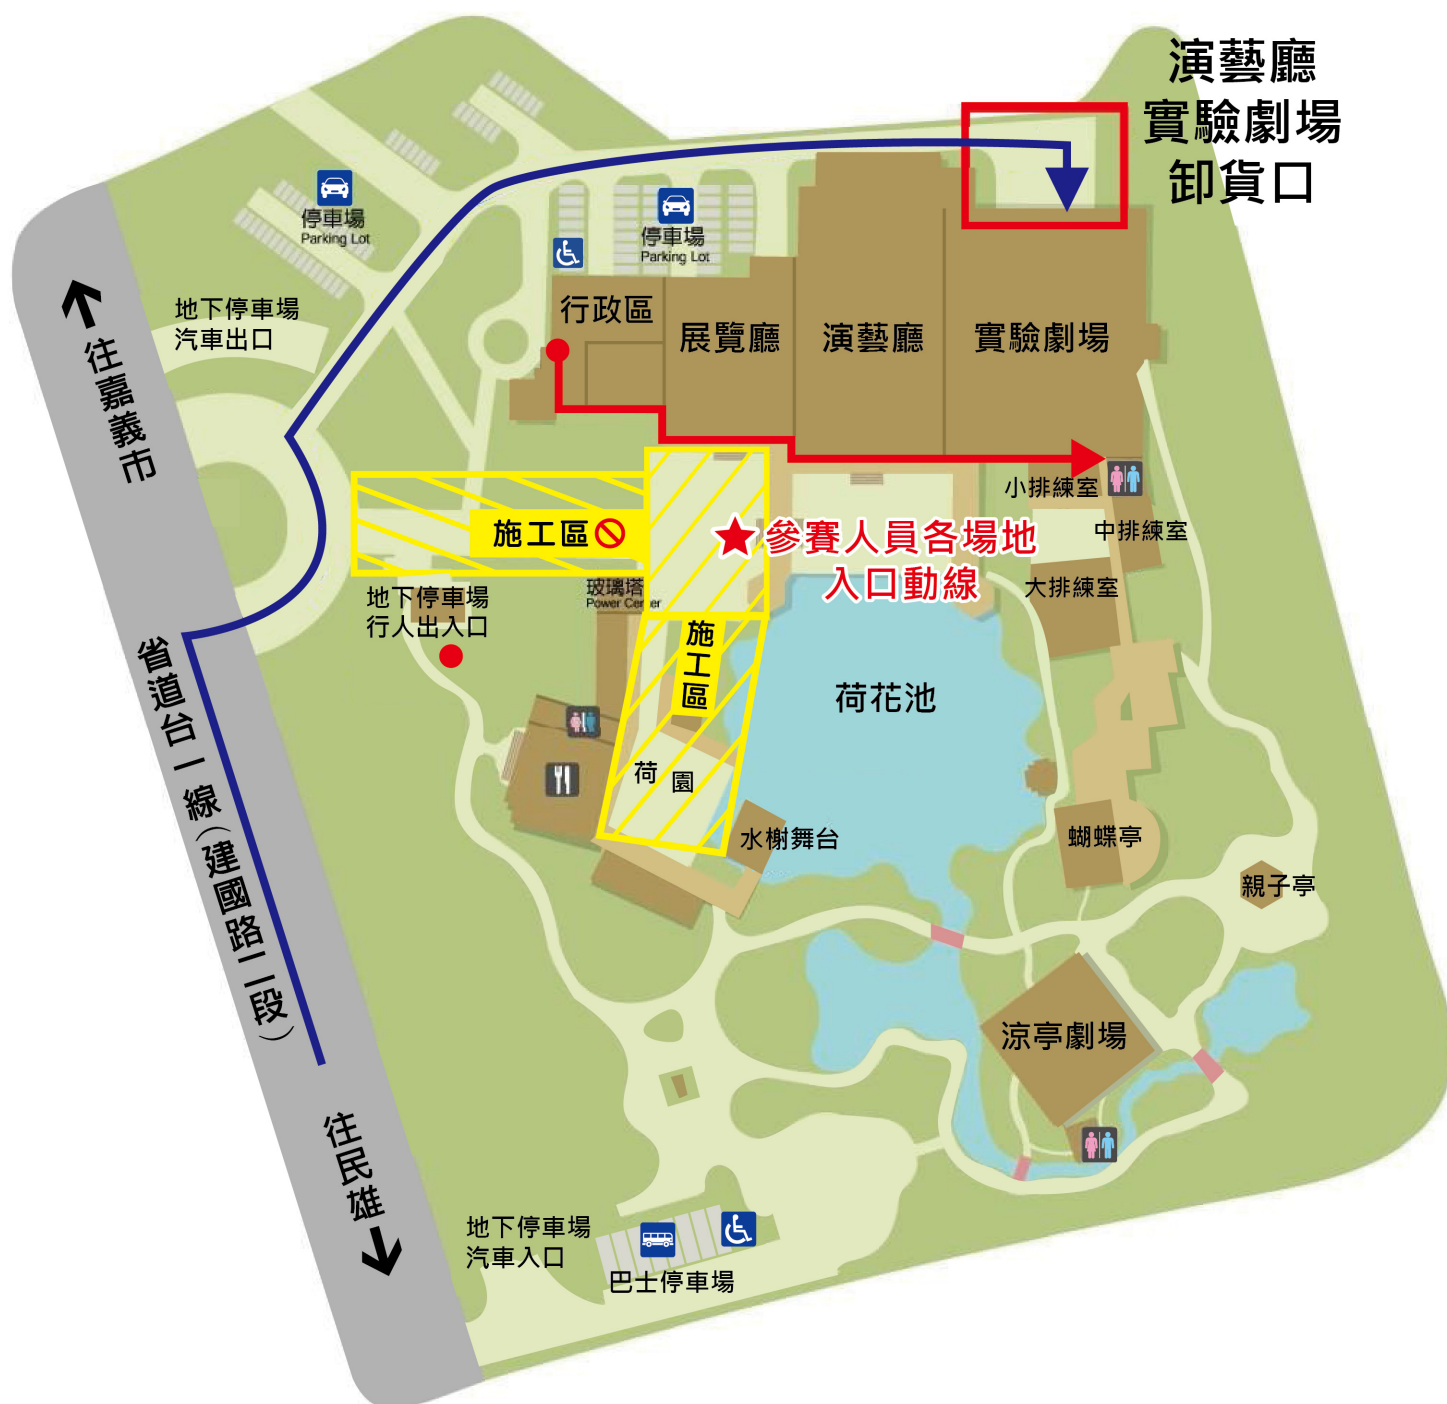 演藝廳
實驗劇場
卸貨口
停車場
Parking Lot
停車場
Parking Lot
地下停車場
汽車出口
往嘉義市
行政區
展覽廳
演藝廳
實驗劇場
小排練室
中排練室
大排練室
施工區
參賽人員各場地
入口動線
地下停車場
行人出入口
玻璃塔
Power Center
施工區
荷花池
荷園
水榭舞台
蝴蝶亭
親子亭
涼亭劇場
省道台一線(建國路二段)
往民雄
地下停車場
汽車入口
巴士停車場